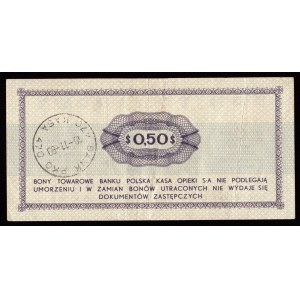 $ 0,50 $
BONY TOWAROWE BANKU POLSKA KASA OPIEKI S.A NIE PODLEGAJĄ
UMORZENIU I W ZAMIAN BONÓW UTRACONYCH NIE WYDAJE SIĘ
DOKUMENTÓW ZASTĘPCZYCH